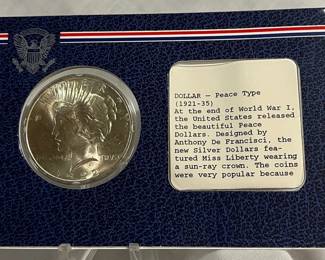 DOLLAR — Peace Type
(1921-35)
At the end of World War I,
the United States released
the beautiful Peace
Dollars. Designed by
Anthony De Francisci, the
new Silver Dollars fea-
tured Miss Liberty wearing
a sun-ray crown. The coins
were very popular because